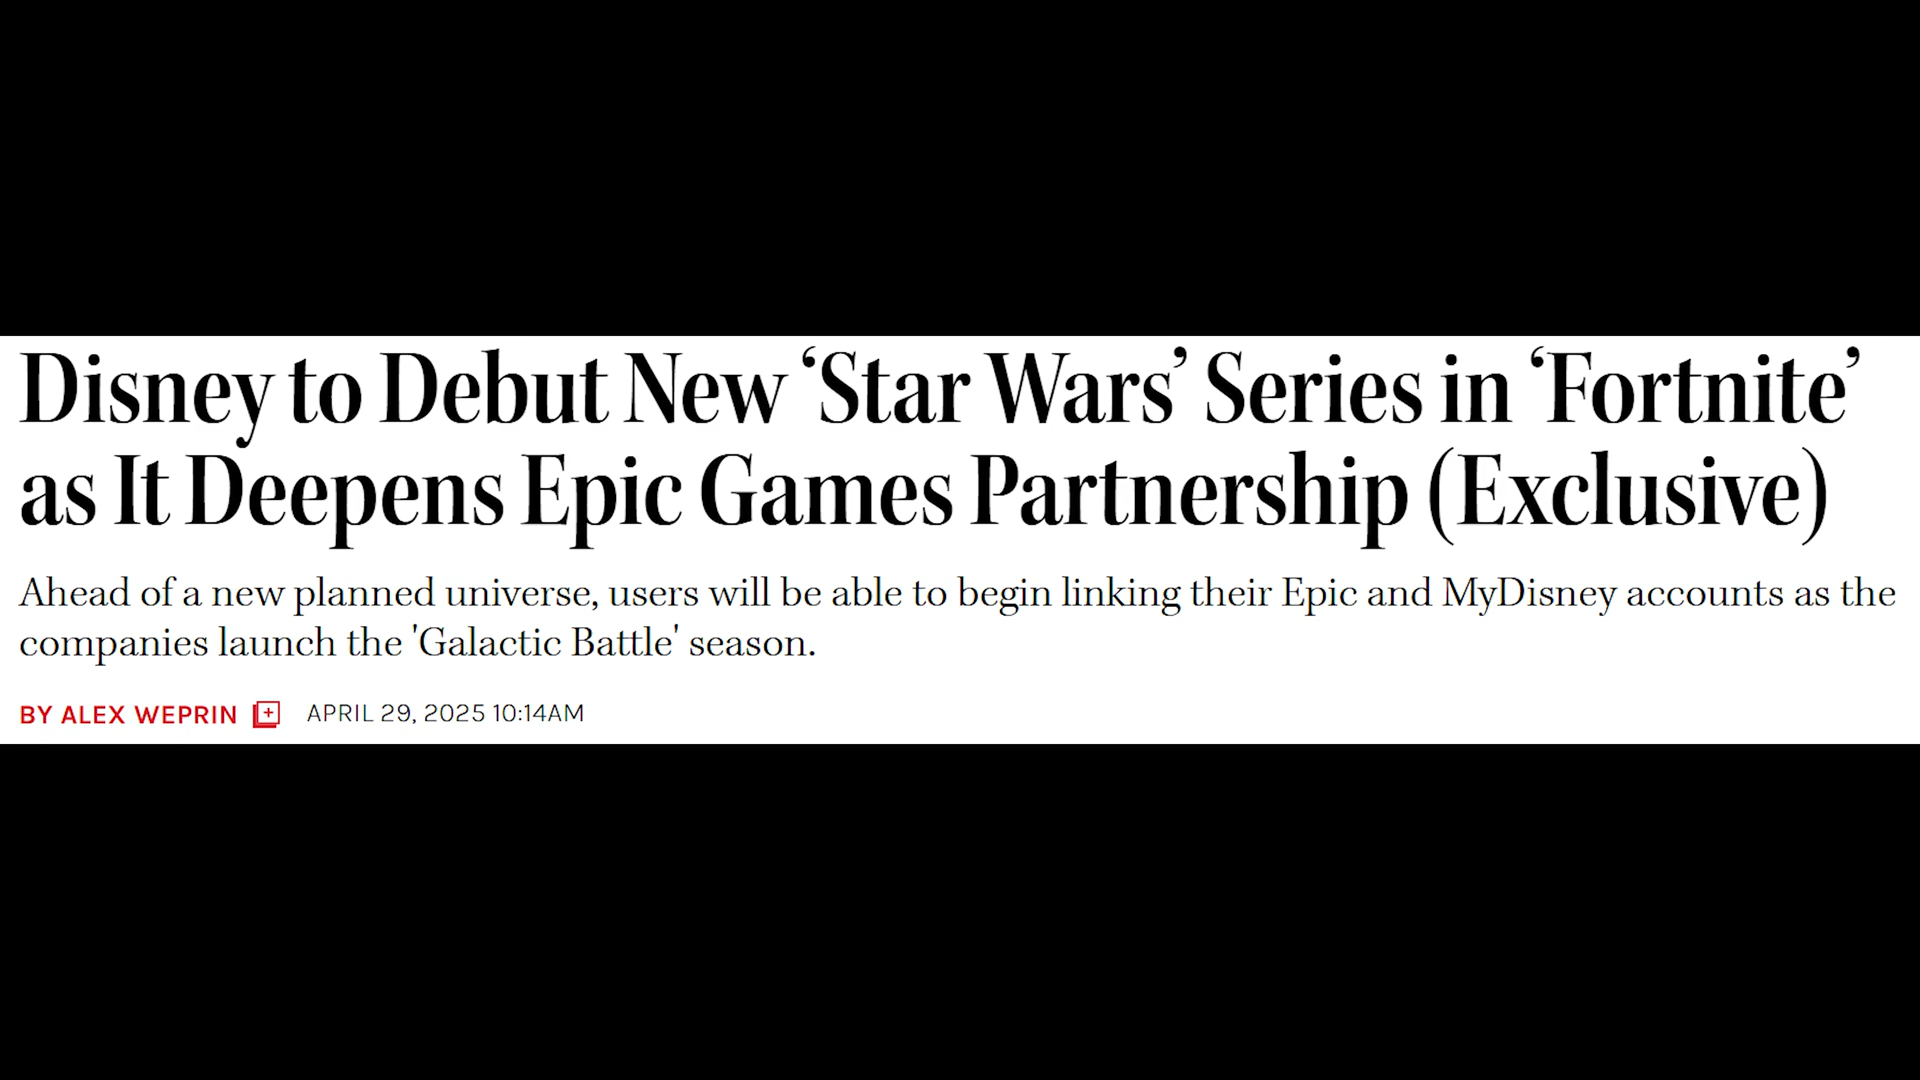 Disney to Debut New ‘Star Wars’ Series in ‘Fortnite’
as It Deepens Epic Games Partnership (Exclusive)
Ahead of a new planned universe, users will be able to begin linking their Epic and MyDisney accounts as the
companies launch the 'Galactic Battle' season.
BY ALEX WEPRIN APRIL 29, 2025 10:14AM